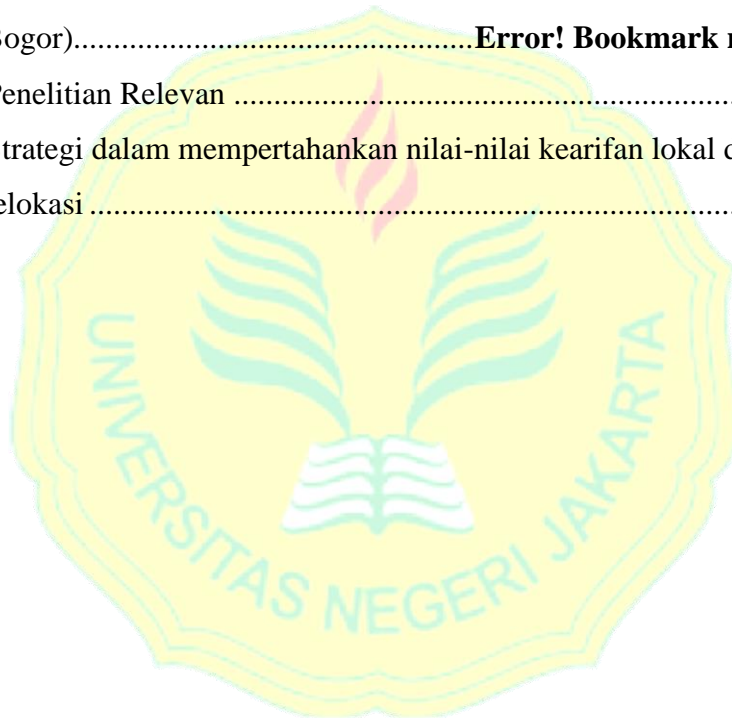 Bogor)..............................................................Error! Bookmark
Penelitian Relevan ..............................................................................
trategi dalam mempertahankan nilai-nilai kearifan lokal
elokasi ....................................................................................................
UNIVERSITAS NEGERI JAKARTA